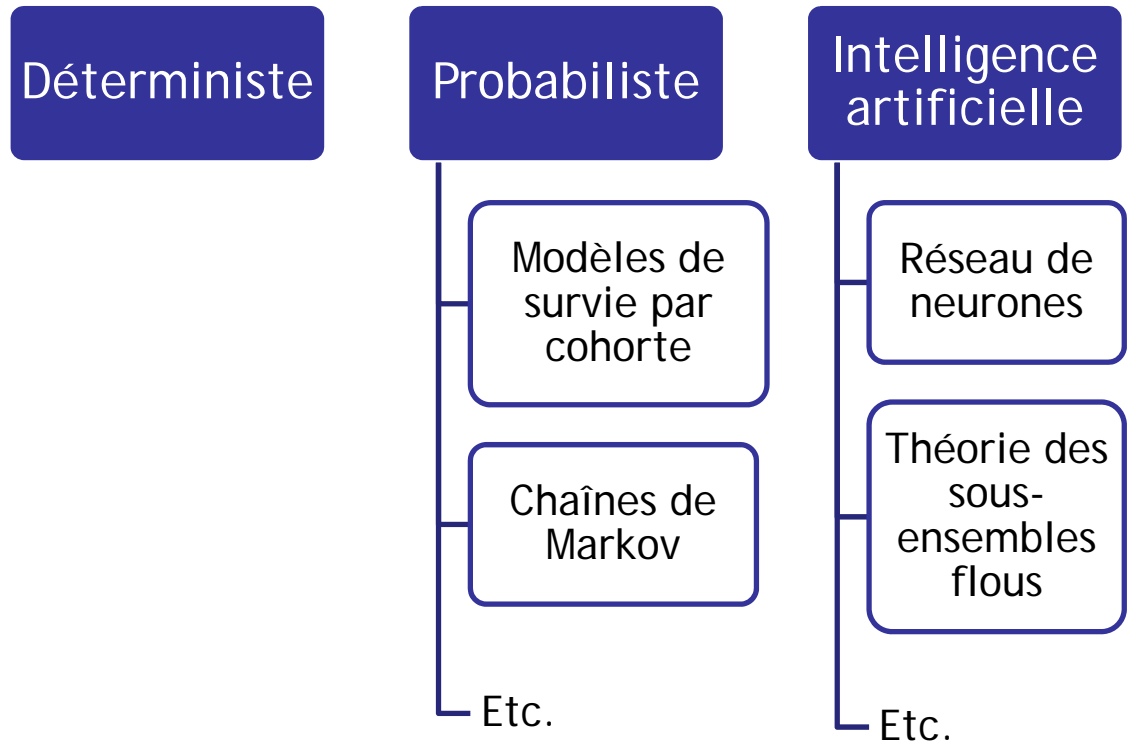 Déterministe
Probabiliste
Modèles de
survie par
cohorte
Chaînes de
Markov
Etc.
Intelligence
artificielle
Réseau de
neurones
Théorie des
sous-
ensembles
flous
Etc.